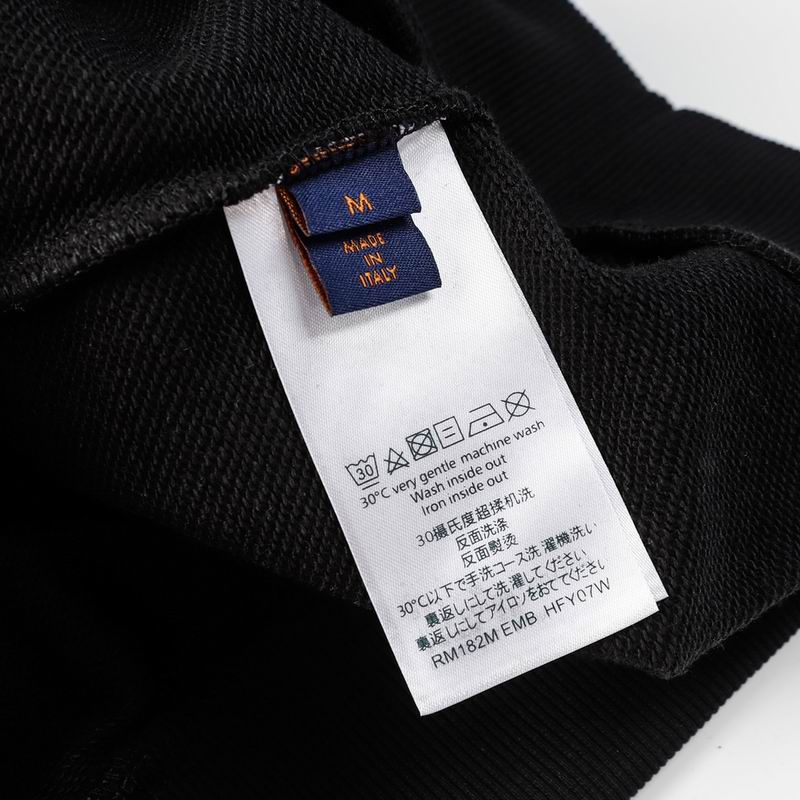 M
MADE
IN
ITALY
30
30°C very gentle machine wash
Wash inside out
Iron inside out
30摄氏度超揉机洗
反面洗涤
反面熨烫
30℃以下で手洗コース洗濯機洗い
裏返しにして洗濯してください
裏返しにしてアイロンをおててください
RM182M EMB HFY07W